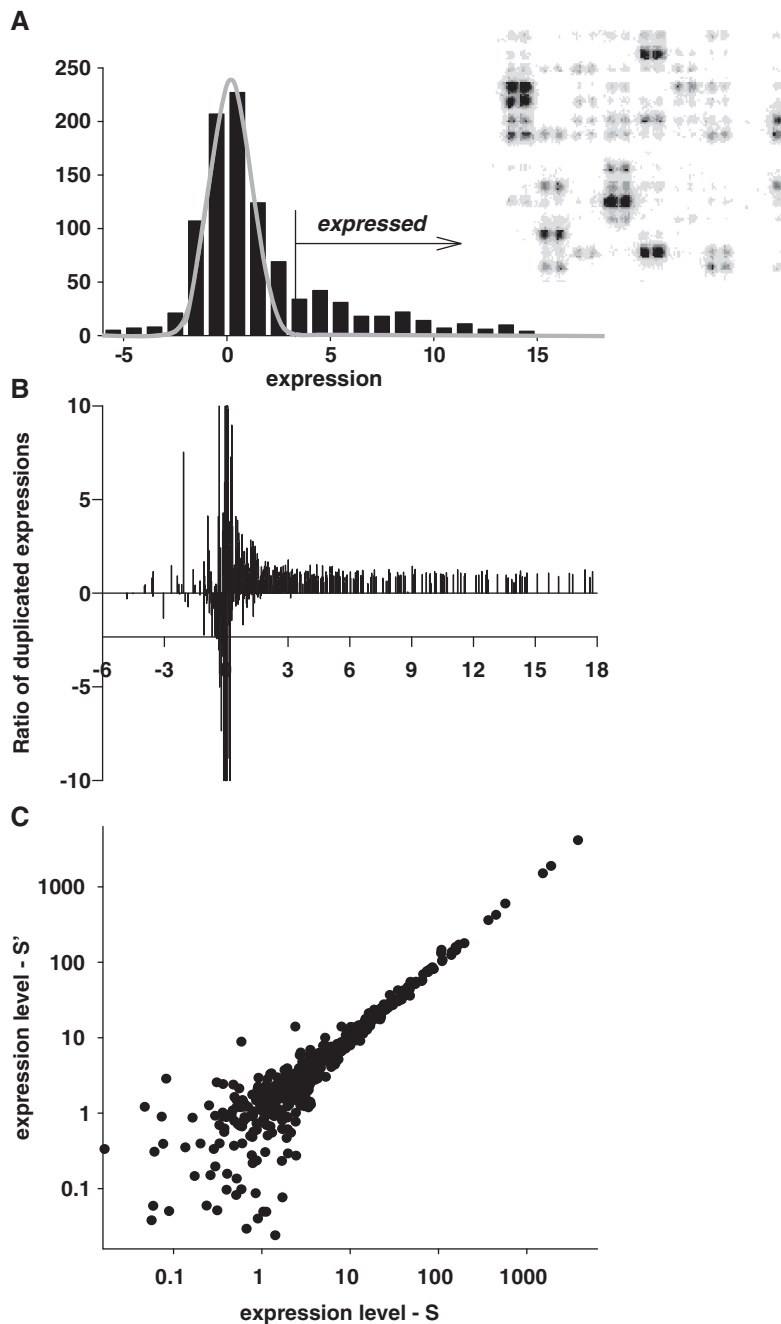 A
250
200
150
100
50
0
expressed
-5 0 5 10 15
expression
B
Ratio of duplicated expressions
10
5
0
-6 -3 0 3 6 9 12 15 18
-5
-10
C
expression level - S'
1000
100
10
1
0.1
0.1 1 10 100 1000
expression level - S